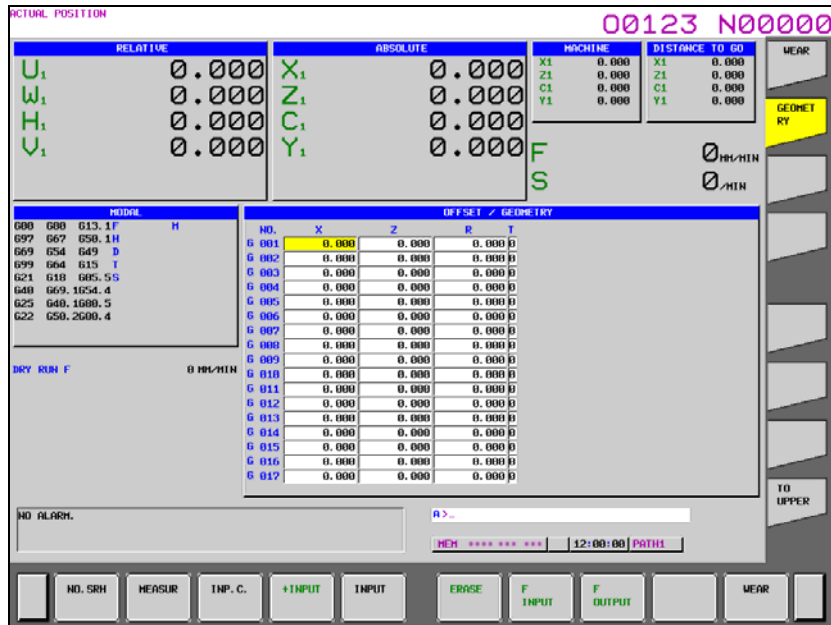 ACTUAL POSITION
O0123 N00000
RELATIVE
U1 0.000
W1 0.000
H1 0.000
V1 0.000
ABSOLUTE
X1 0.000
Z1 0.000
C1 0.000
Y1 0.000
MACHINE
X1 0.000
Z1 0.000
C1 0.000
Y1 0.000
DISTANCE TO GO
X1 0.000
Z1 0.000
C1 0.000
Y1 0.000
F 0 MM/MIN
S 0 /MIN
WEAR
GEOMET
RY
MODAL
G00 G80 G13.1 F M
G97 G67 G50.1 H
G69 G54 G49 D
G99 G64 G15 T
G21 G18 G05.5 S
G40 G69.1 G54.4
G25 G40.1 G80.5
G22 G50.2 G00.4
DRY RUN F 0 MM/MIN
OFFSET / GEOMETRY
NO. X Z R T
G 001 0.000 0.000 0.000 0
G 002 0.000 0.000 0.000 0
G 003 0.000 0.000 0.000 0
G 004 0.000 0.000 0.000 0
G 005 0.000 0.000 0.000 0
G 006 0.000 0.000 0.000 0
G 007 0.000 0.000 0.000 0
G 008 0.000 0.000 0.000 0
G 009 0.000 0.000 0.000 0
G 010 0.000 0.000 0.000 0
G 011 0.000 0.000 0.000 0
G 012 0.000 0.000 0.000 0
G 013 0.000 0.000 0.000 0
G 014 0.000 0.000 0.000 0
G 015 0.000 0.000 0.000 0
G 016 0.000 0.000 0.000 0
G 017 0.000 0.000 0.000 0
TO
UPPER
NO ALARM.
A>_
MEM **** *** *** 12:00:00 PATH1
NO. SRH MEASUR INP.C. +INPUT INPUT ERASE F INPUT F OUTPUT WEAR